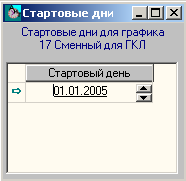 Стартовые дни
Стартовые дни для графика
17 Сменный для ГКЛ
Стартовый день
01.01.2005